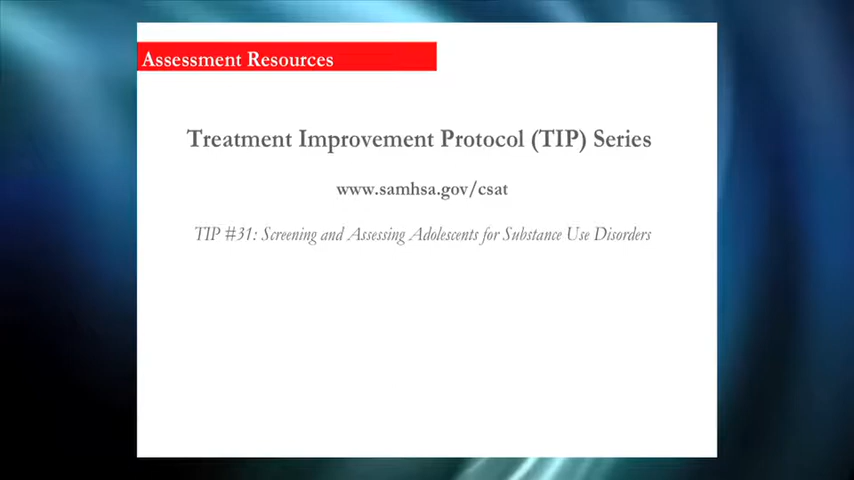 Assessment Resources
Treatment Improvement Protocol (TIP) Series
www.samhsa.gov/csat
TIP #31: Screening and Assessing Adolescents for Substance Use Disorders